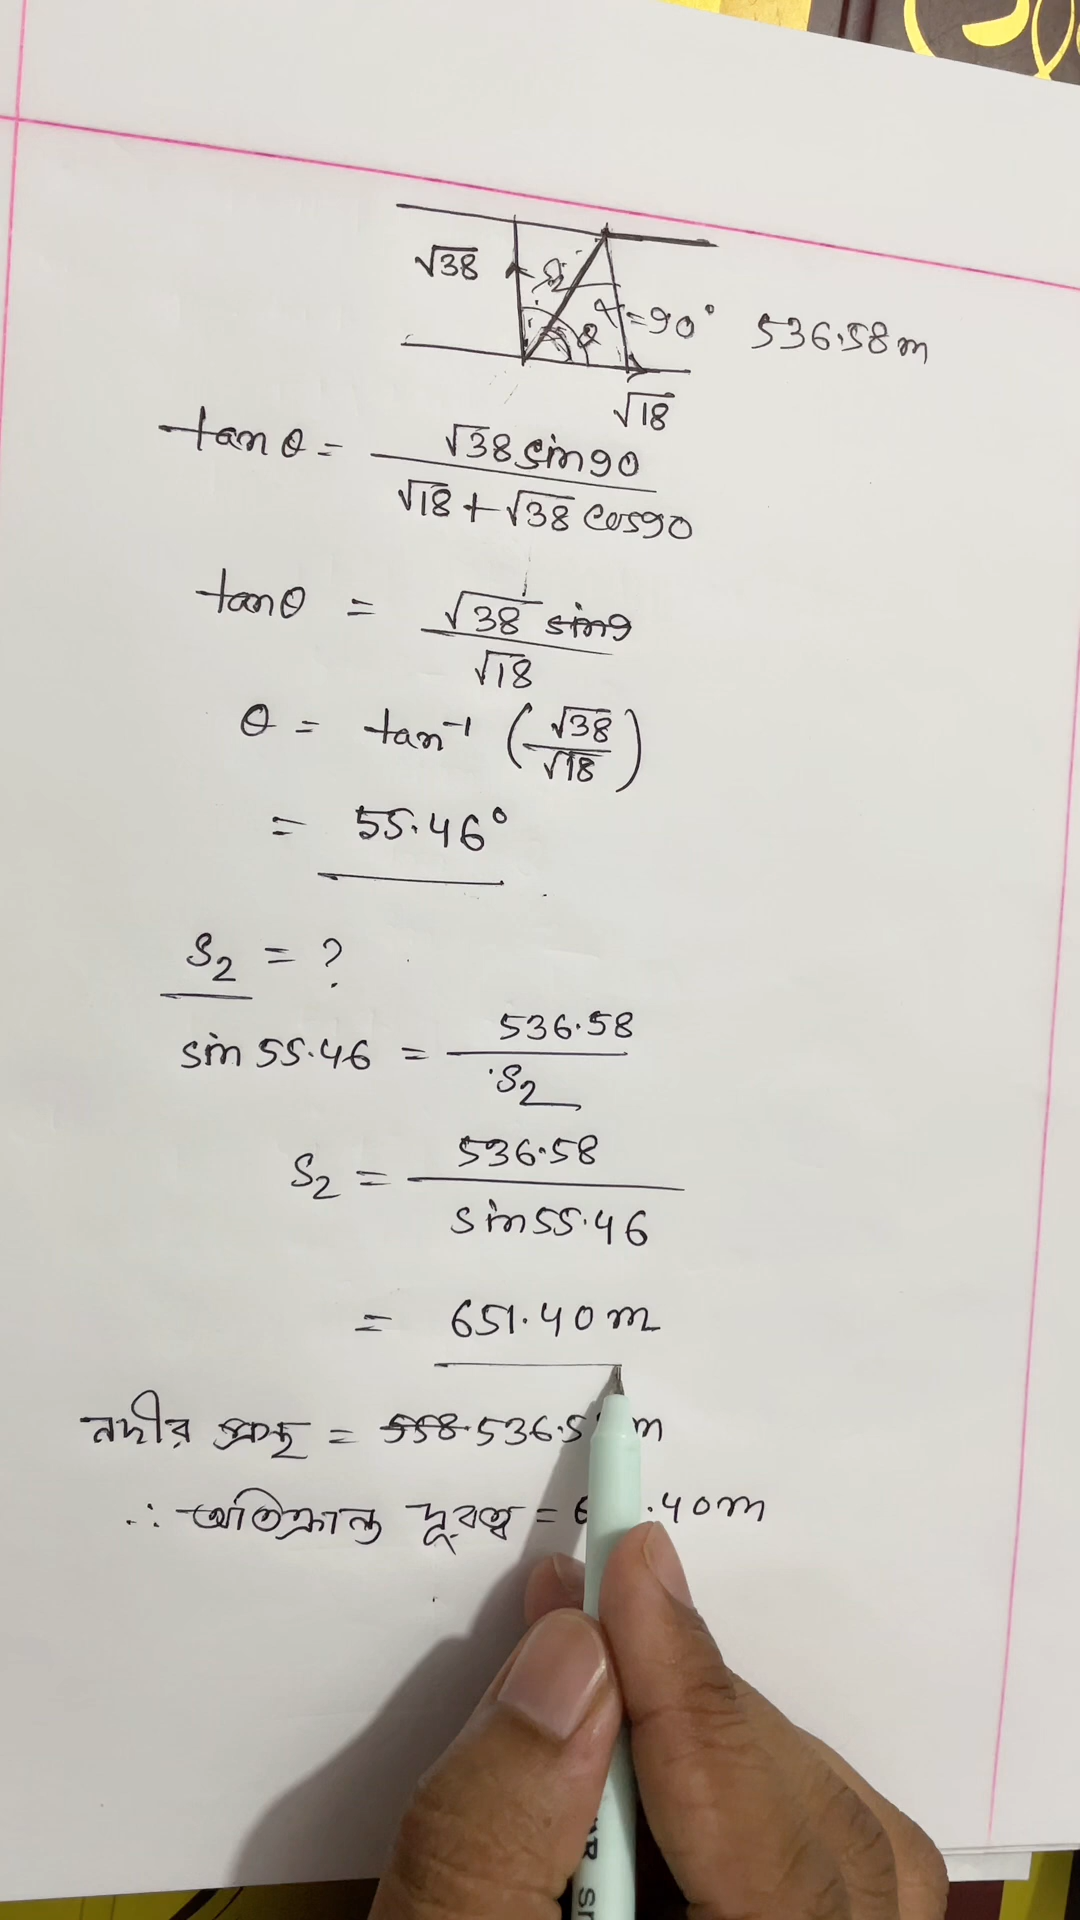 √38 S₂ α=90° 536.58m
θ
√18
tanθ = √38 sin90 / √18 + √38 cos90
tanθ = √38 / √18
θ = tan⁻¹ (√38 / √18)
= 55.46°
S₂ = ?
sin 55.46 = 536.58 / S₂
S₂ = 536.58 / sin55.46
= 651.40m
নদীর প্রস্থ = 558. 536.5 m
∴ অতিক্রান্ত দূরত্ব = 6 .40m